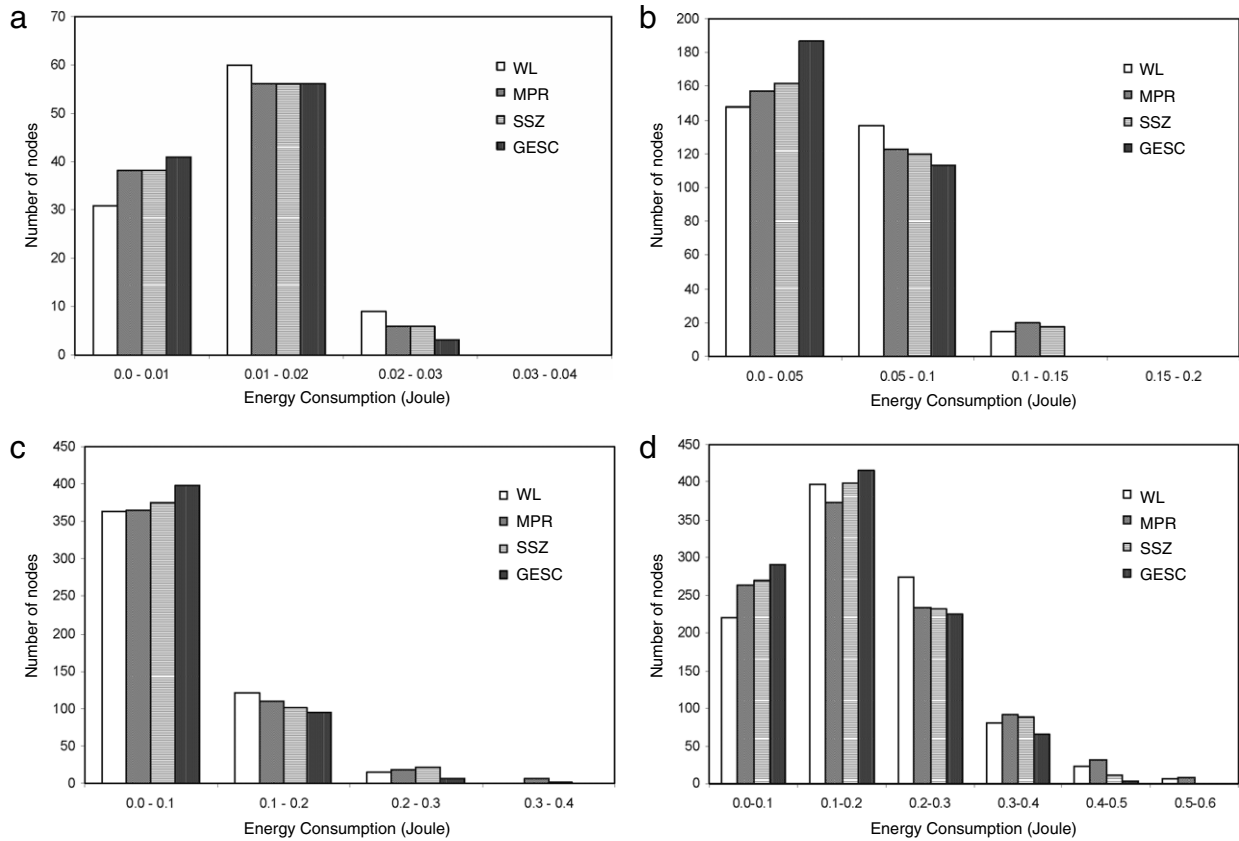 a
70
60
50
40
30
20
10
0
Number of nodes
WL
MPR
SSZ
GESC
0.0 - 0.01 0.01 - 0.02 0.02 - 0.03 0.03 - 0.04
Energy Consumption (Joule)
b
200
180
160
140
120
100
80
60
40
20
0
Number of nodes
WL
MPR
SSZ
GESC
0.0 - 0.05 0.05 - 0.1 0.1 - 0.15 0.15 - 0.2
Energy Consumption (Joule)
c
450
400
350
300
250
200
150
100
50
0
Number of nodes
WL
MPR
SSZ
GESC
0.0 - 0.1 0.1 - 0.2 0.2 - 0.3 0.3 - 0.4
Energy Consumption (Joule)
d
450
400
350
300
250
200
150
100
50
0
Number of nodes
WL
MPR
SSZ
GESC
0.0-0.1 0.1-0.2 0.2-0.3 0.3-0.4 0.4-0.5 0.5-0.6
Energy Consumption (Joule)